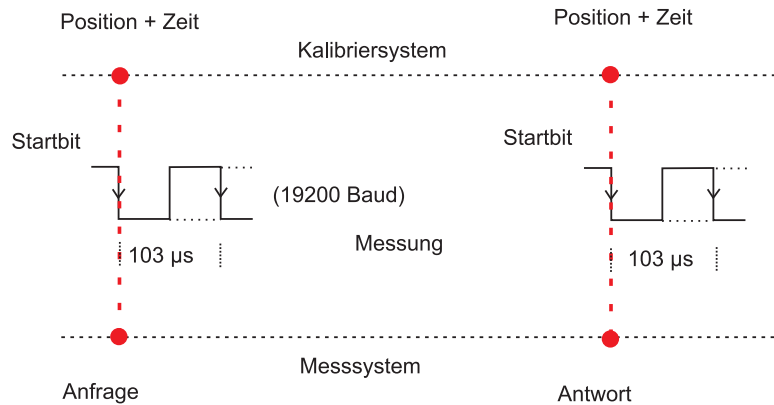 Position + Zeit
Position + Zeit
Kalibriersystem
Startbit
Startbit
(19200 Baud)
Messung
103 µs
103 µs
Messsystem
Anfrage
Antwort